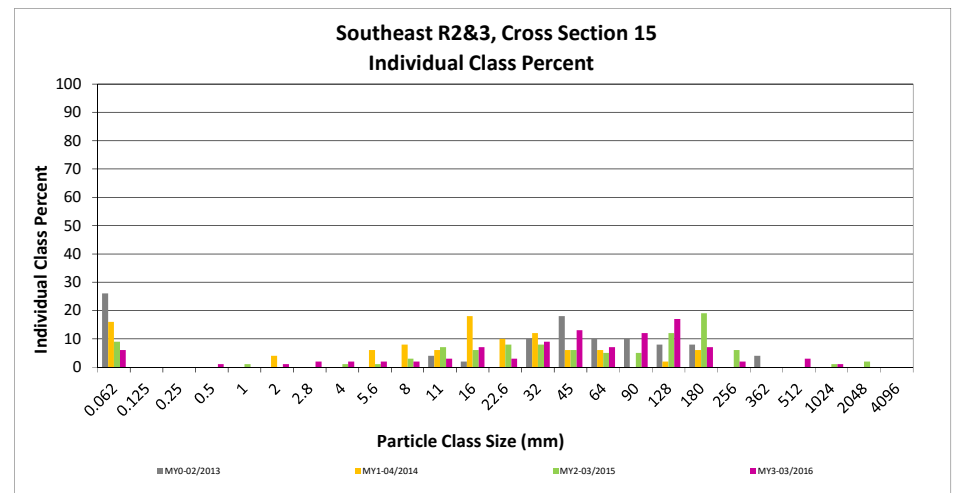 Southeast R2&3, Cross Section 15
Individual Class Percent
100
90
80
70
60
50
40
30
20
10
0
Individual Class Percent
0.062 0.125 0.25 0.5 1 2 2.8 4 5.6 8 11 16 22.6 32 45 64 90 128 180 256 362 512 1024 2048 4096
Particle Class Size (mm)
MY0-02/2013 MY1-04/2014 MY2-03/2015 MY3-03/2016